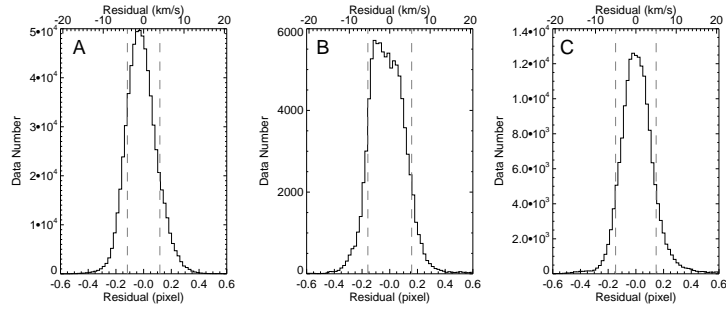 Residual (km/s)
-20 -10 0 10 20
A
Data Number
5•10⁴
4•10⁴
3•10⁴
2•10⁴
1•10⁴
0
-0.6 -0.4 -0.2 -0.0 0.2 0.4 0.6
Residual (pixel)
Residual (km/s)
-20 -10 0 10 20
B
Data Number
6000
4000
2000
0
-0.6 -0.4 -0.2 -0.0 0.2 0.4 0.6
Residual (pixel)
Residual (km/s)
-20 -10 0 10 20
C
Data Number
1.4•10⁴
1.2•10⁴
1.0•10⁴
8.0•10³
6.0•10³
4.0•10³
2.0•10³
0
-0.6 -0.4 -0.2 -0.0 0.2 0.4 0.6
Residual (pixel)